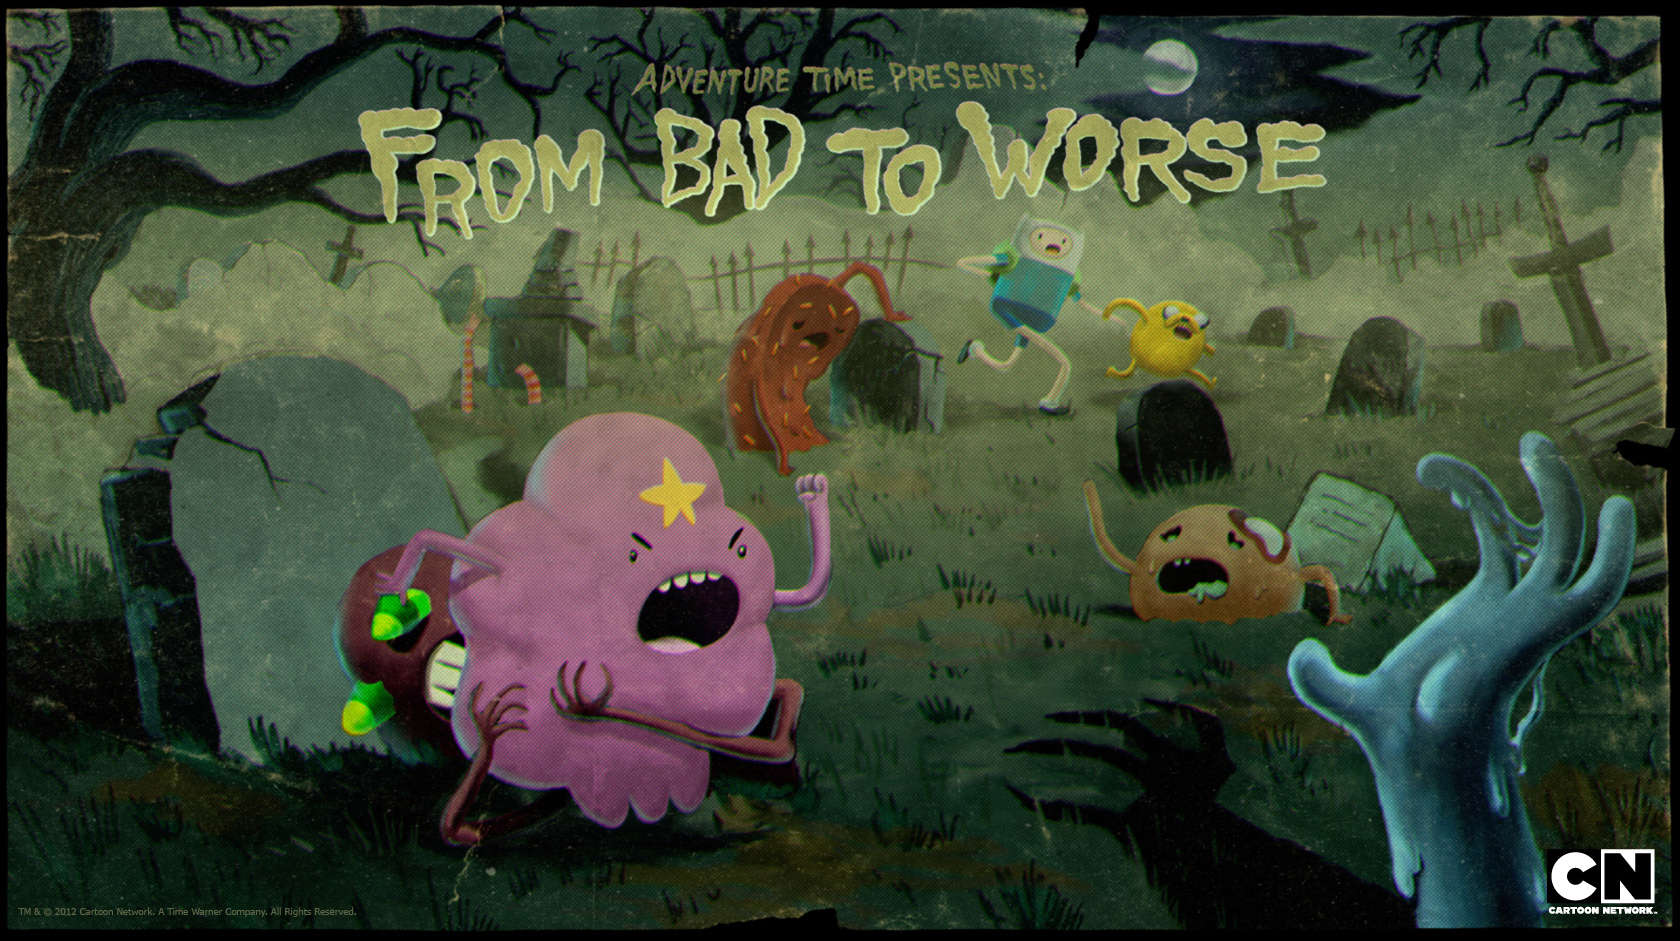 ADVENTURE TIME PRESENTS:
FROM BAD TO WORSE
TM & © 2012 Cartoon Network. A Time Warner Company. All Rights Reserved.
CN
CARTOON NETWORK™